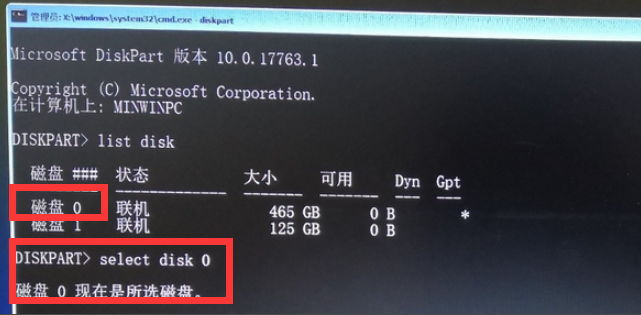 管理员: X:\windows\system32\cmd.exe - diskpart
Microsoft DiskPart 版本 10.0.17763.1
Copyright (C) Microsoft Corporation.
在计算机上: MINWINPC
DISKPART> list disk
磁盘 ### 状态 大小 可用 Dyn Gpt
-------- ------------- ------- ------- --- ---
磁盘 0 联机 465 GB 0 B *
磁盘 1 联机 125 GB 0 B
DISKPART> select disk 0
磁盘 0 现在是所选磁盘。